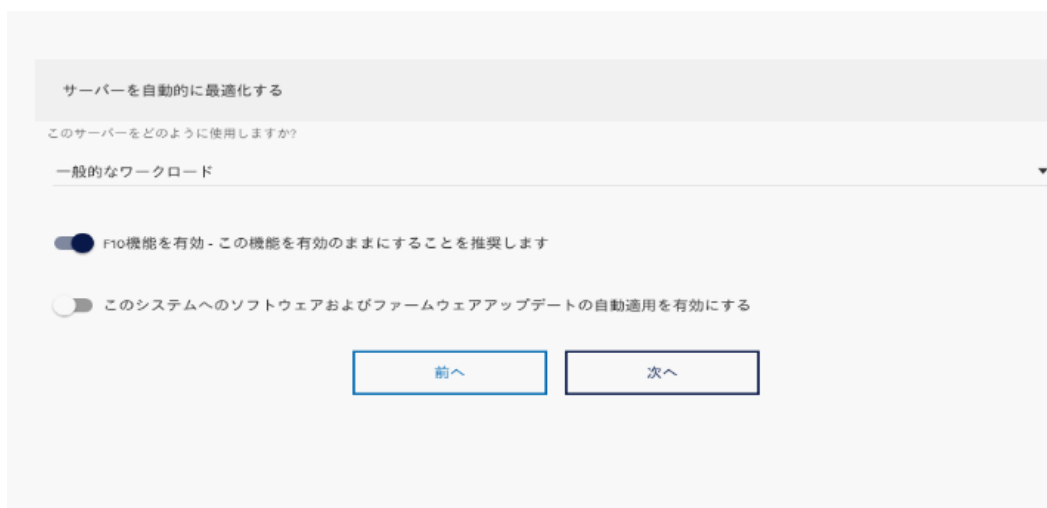 サーバーを自動的に最適化する
このサーバーをどのように使用しますか?
一般的なワークロード
F10機能を有効 - この機能を有効のままにすることを推奨します
このシステムへのソフトウェアおよびファームウェアアップデートの自動適用を有効にする
前へ
次へ